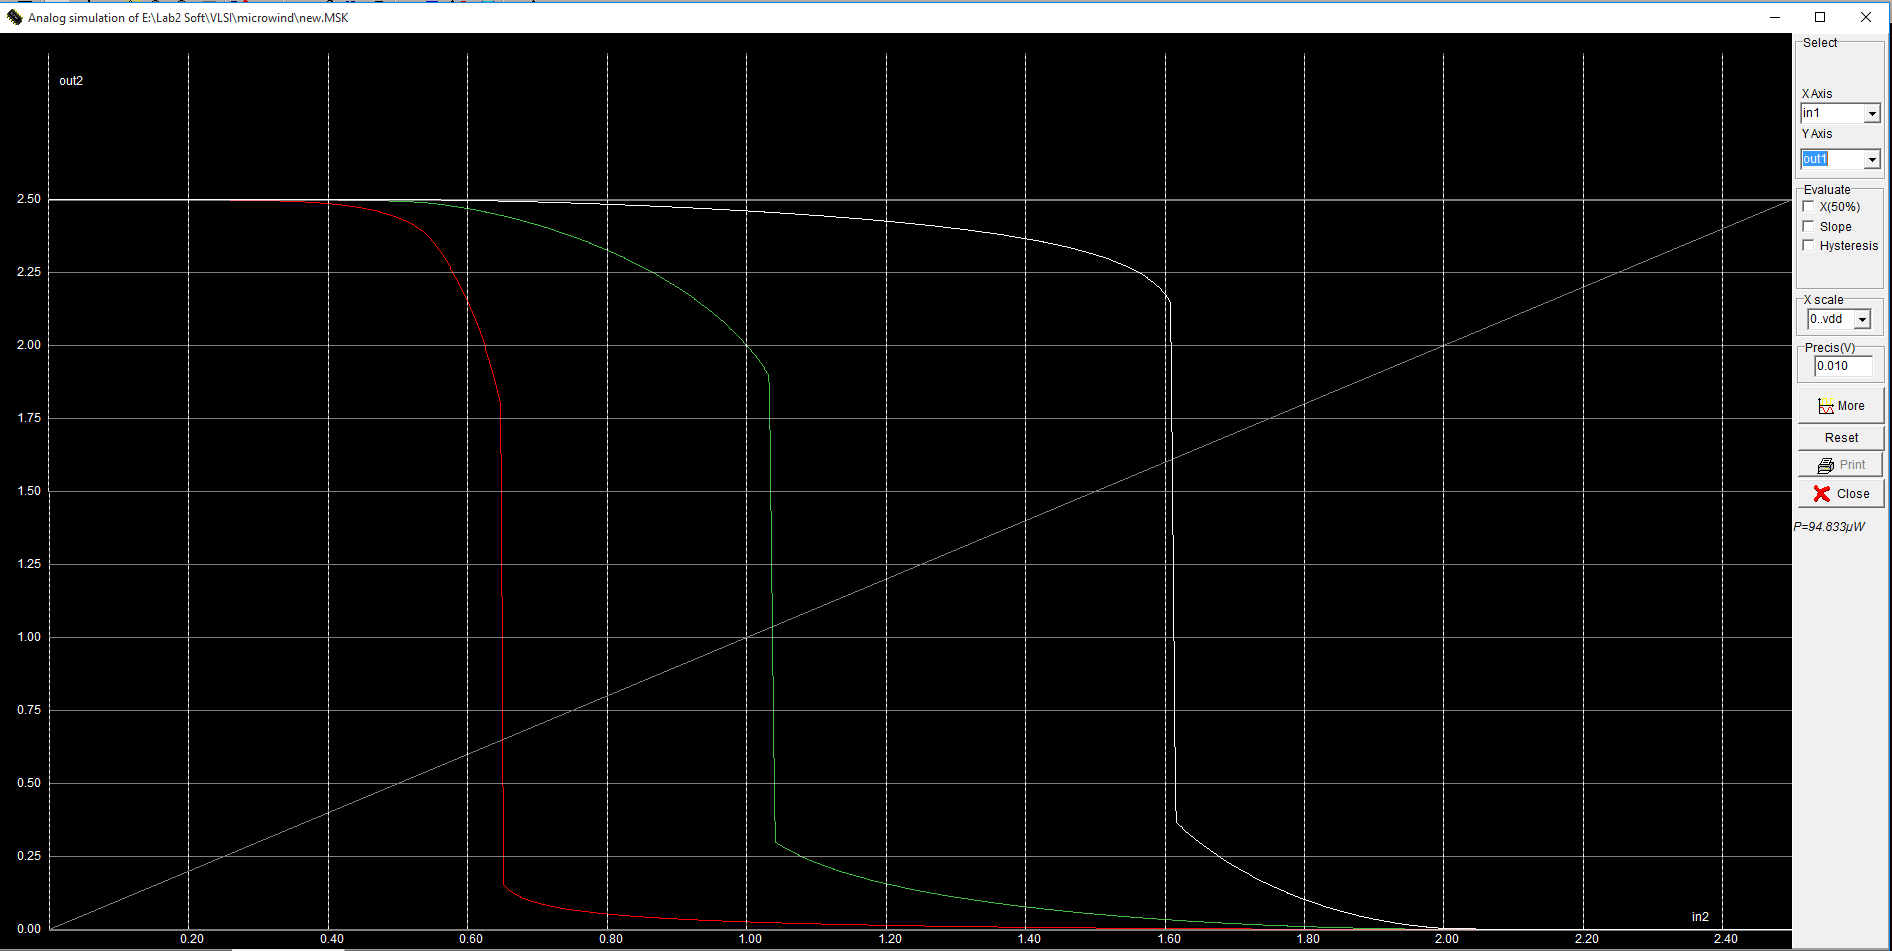 Analog simulation of E:\Lab2 Soft\VLSI\microwind\new.MSK
out2
2.50
2.25
2.00
1.75
1.50
1.25
1.00
0.75
0.50
0.25
0.00
0.20
0.40
0.60
0.80
1.00
1.20
1.40
1.60
1.80
2.00
2.20
2.40
in2
Select
X Axis
in1
Y Axis
out1
Evaluate
X(50%)
Slope
Hysteresis
X scale
0..vdd
Precis(V)
0.010
More
Reset
Print
Close
P=94.833µW